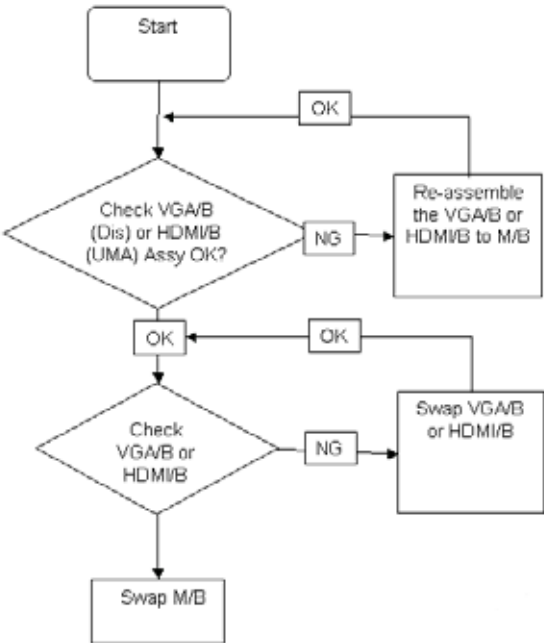 Start
OK
Check VGA/B
(Dis) or HDMI/B
(UMA) Assy OK?
NG
Re-assemble
the VGA/B or
HDMI/B to M/B
OK
OK
Check
VGA/B or
HDMI/B
NG
Swap VGA/B
or HDMI/B
Swap M/B